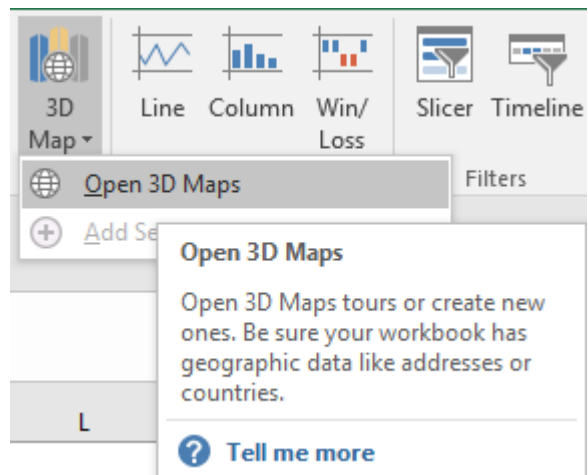 3D Map
Line
Column
Win/
Loss
Slicer
Timeline
Filters
Open 3D Maps
Add Se
Open 3D Maps
Open 3D Maps tours or create new
ones. Be sure your workbook has
geographic data like addresses or
countries.
L
Tell me more